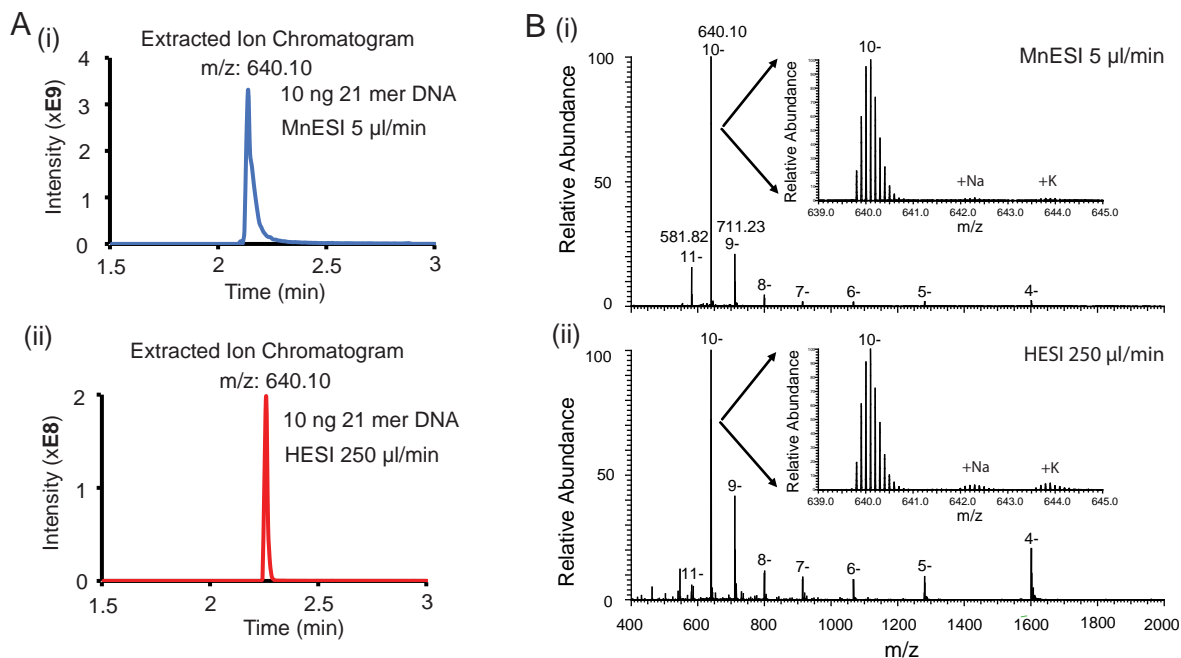 A (i)
Extracted Ion Chromatogram
m/z: 640.10
10 ng 21 mer DNA
MnESI 5 µl/min
Intensity (xE9)
4
3
2
1
0
1.5 2 2.5 3
Time (min)
(ii)
Extracted Ion Chromatogram
m/z: 640.10
10 ng 21 mer DNA
HESI 250 µl/min
Intensity (xE8)
2
1
0
1.5 2 2.5 3
Time (min)
B (i)
MnESI 5 µl/min
640.10
10-
100
50
0
Relative Abundance
581.82
11-
711.23
9-
8- 7- 6- 5- 4-
10-
Relative Abundance
+Na +K
639.0 640.0 641.0 642.0 643.0 644.0 645.0
m/z
(ii)
HESI 250 µl/min
10-
100
50
0
Relative Abundance
11- 9- 8- 7- 6- 5- 4-
10-
Relative Abundance
+Na +K
639.0 640.0 641.0 642.0 643.0 644.0 645.0
m/z
400 600 800 1000 1200 1400 1600 1800 2000
m/z